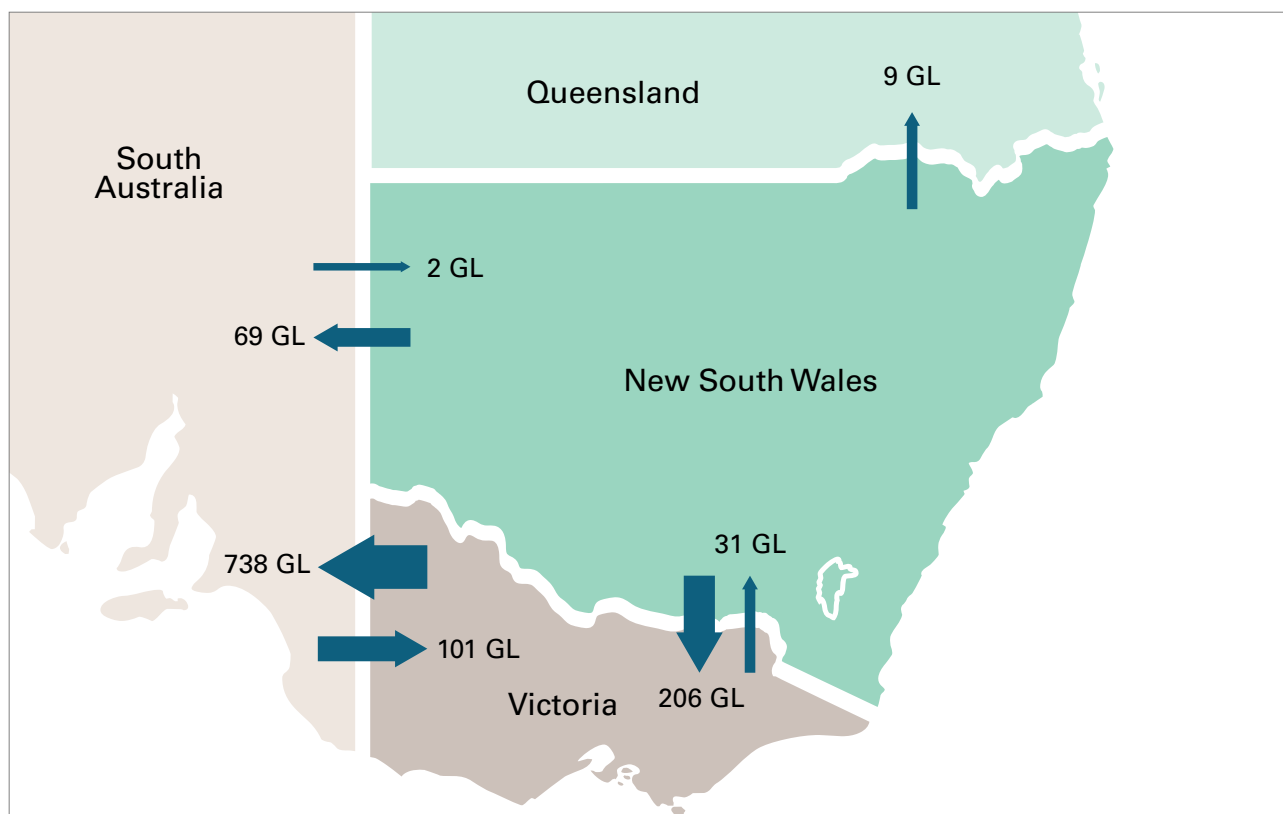 9 GL
Queensland
South
Australia
2 GL
69 GL
New South Wales
31 GL
738 GL
101 GL
206 GL
Victoria